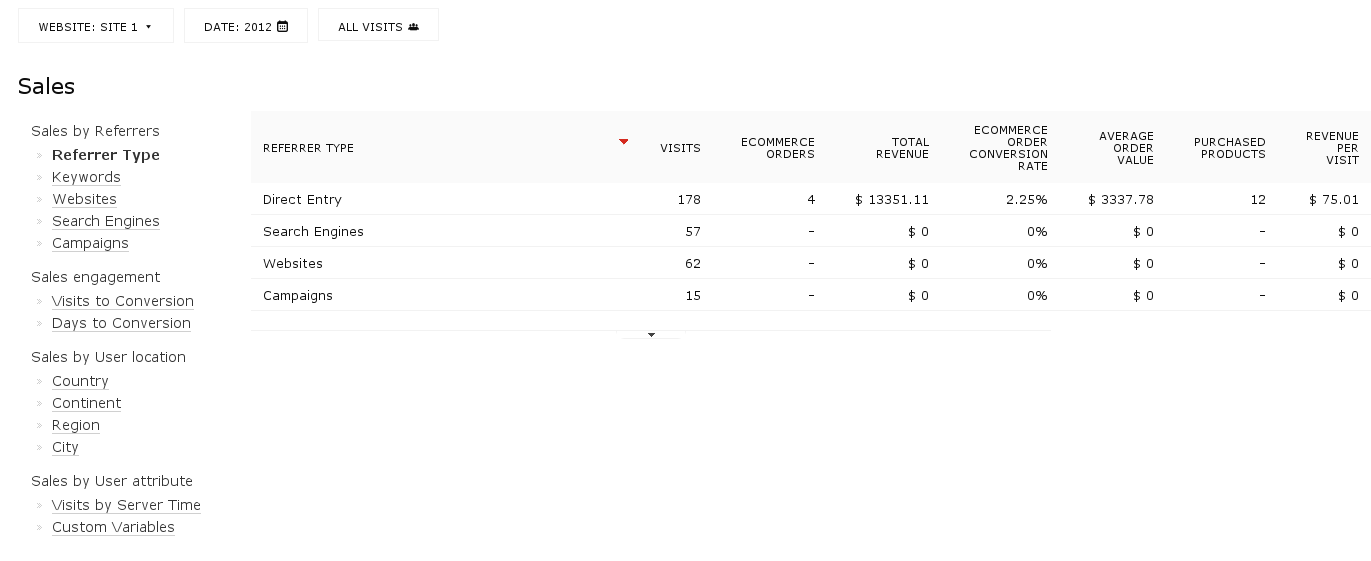 WEBSITE: SITE 1 DATE: 2012 ALL VISITS
Sales
Sales by Referrers
» Referrer Type
» Keywords
» Websites
» Search Engines
» Campaigns
Sales engagement
» Visits to Conversion
» Days to Conversion
Sales by User location
» Country
» Continent
» Region
» City
Sales by User attribute
» Visits by Server Time
» Custom Variables
REFERRER TYPE VISITS ECOMMERCE ORDERS TOTAL REVENUE ECOMMERCE ORDER CONVERSION RATE AVERAGE ORDER VALUE PURCHASED PRODUCTS REVENUE PER VISIT
Direct Entry 178 4 $ 13351.11 2.25% $ 3337.78 12 $ 75.01
Search Engines 57 - $ 0 0% $ 0 - $ 0
Websites 62 - $ 0 0% $ 0 - $ 0
Campaigns 15 - $ 0 0% $ 0 - $ 0